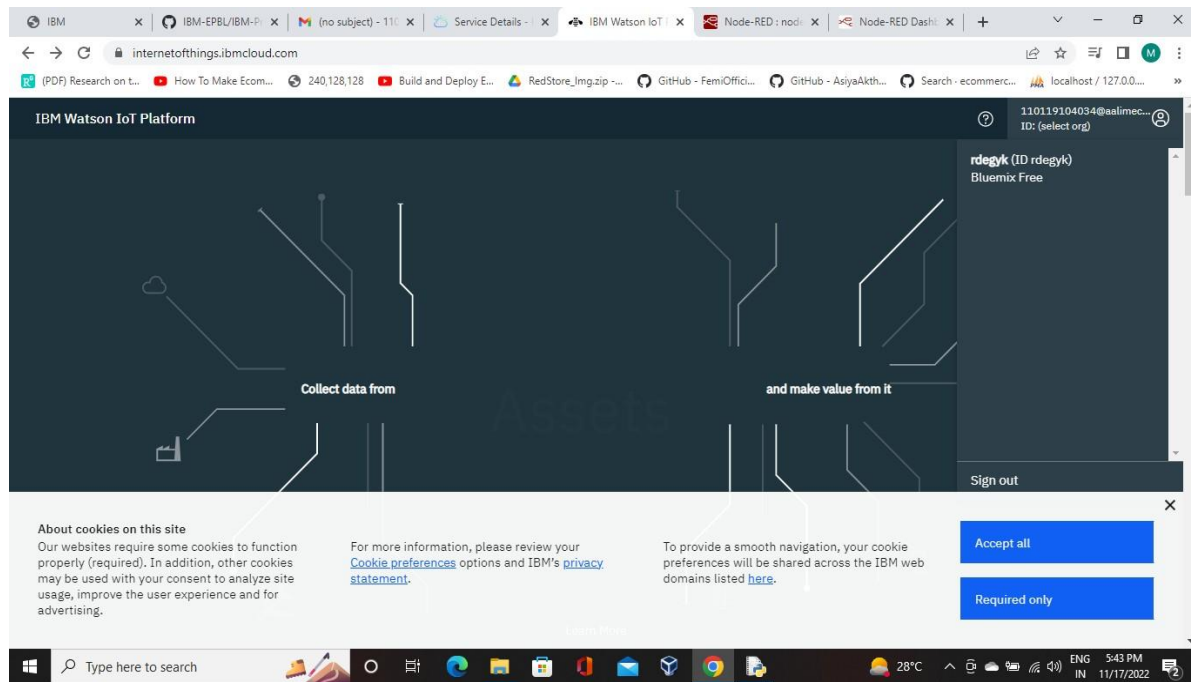 IBM
IBM-EPBL/IBM-Pr
(no subject) - 110
Service Details -
IBM Watson IoT
Node-RED : node
Node-RED Dash
internetofthings.ibmcloud.com
M
(PDF) Research on t...
How To Make Ecom...
240,128,128
Build and Deploy E...
RedStore_Img.zip -...
GitHub - FemiOffici...
GitHub - AsiyaAkth...
Search · ecommerc...
localhost / 127.0.0....
IBM Watson IoT Platform
110119104034@aalimec...
ID: (select org)
rdegyk (ID rdegyk)
Bluemix Free
Collect data from
Assets
and make value from it
Sign out
About cookies on this site
Our websites require some cookies to function
properly (required). In addition, other cookies
may be used with your consent to analyze site
usage, improve the user experience and for
advertising.
For more information, please review your
Cookie preferences options and IBM's privacy
statement.
To provide a smooth navigation, your cookie
preferences will be shared across the IBM web
domains listed here.
Accept all
Required only
Learn More
Type here to search
28°C
ENG
IN
5:43 PM
11/17/2022
2